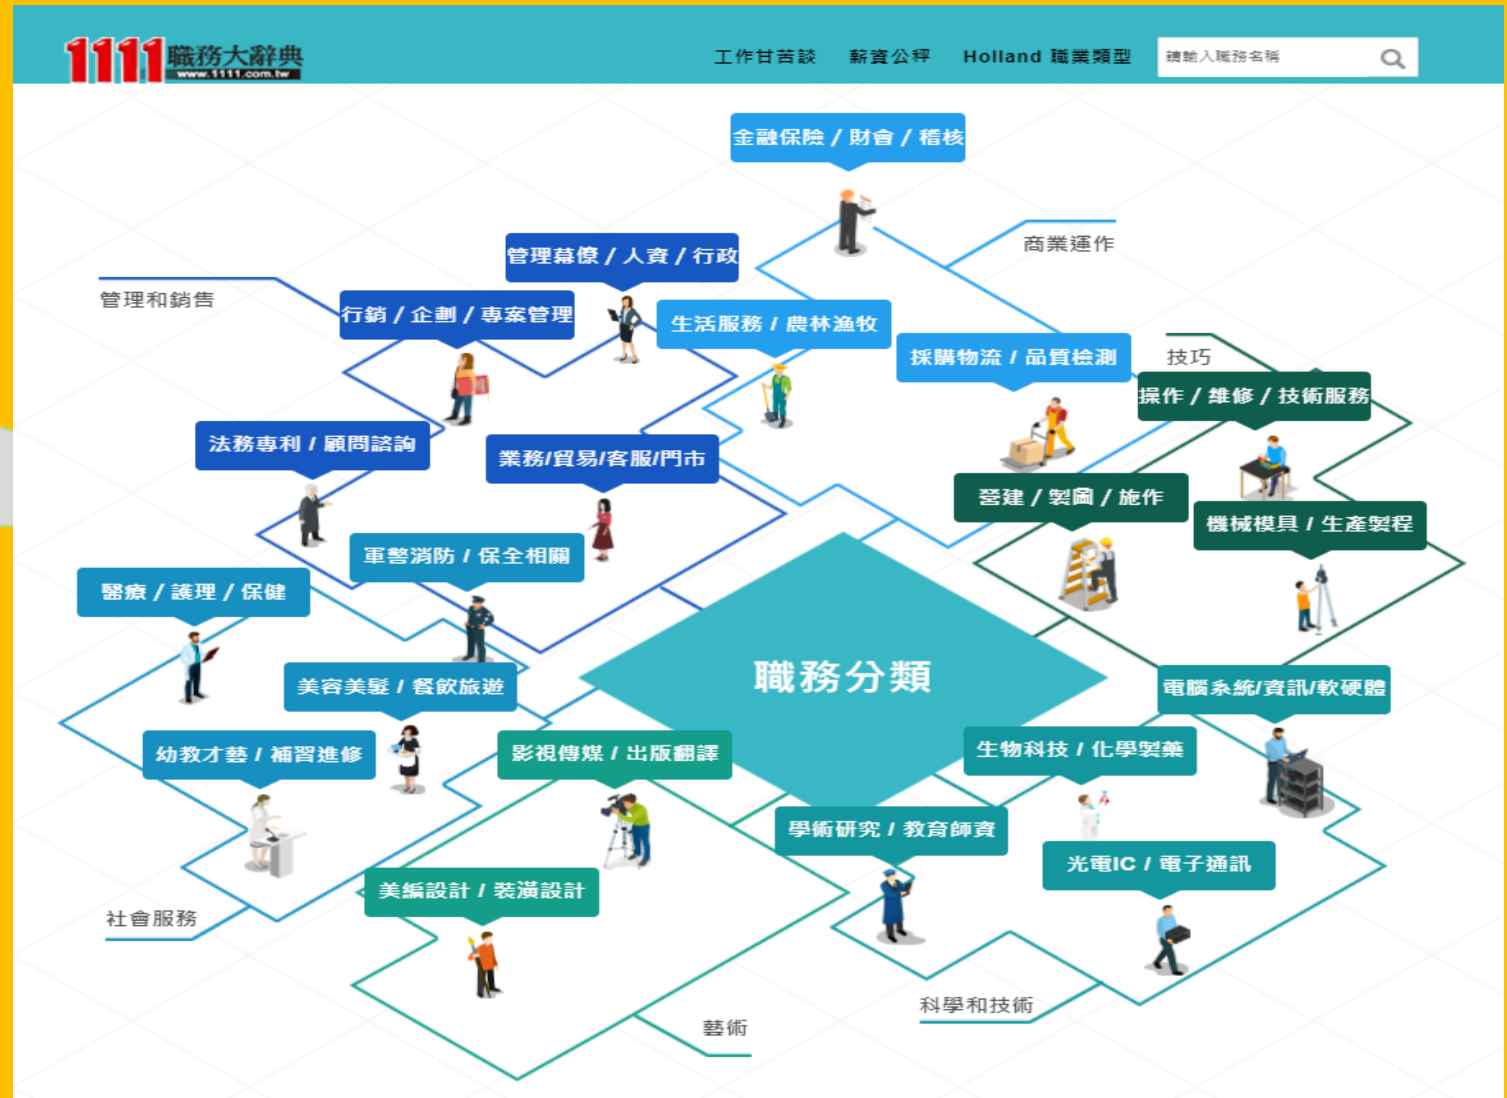 1111 職務大辭典
www.1111.com.tw
工作甘苦談 薪資公秤 Holland 職業類型 請輸入職務名稱
金融保險 / 財會 / 稽核
商業運作
管理幕僚 / 人資 / 行政
管理和銷售
行銷 / 企劃 / 專案管理
生活服務 / 農林漁牧
採購物流 / 品質檢測
技巧
操作 / 維修 / 技術服務
法務專利 / 顧問諮詢
業務/貿易/客服/門市
營建 / 製圖 / 施作
機械模具 / 生產製程
軍警消防 / 保全相關
醫療 / 護理 / 保健
職務分類
美容美髮 / 餐飲旅遊
電腦系統/資訊/軟硬體
幼教才藝 / 補習進修
影視傳媒 / 出版翻譯
生物科技 / 化學製藥
學術研究 / 教育師資
光電IC / 電子通訊
美編設計 / 裝潢設計
社會服務
科學和技術
藝術